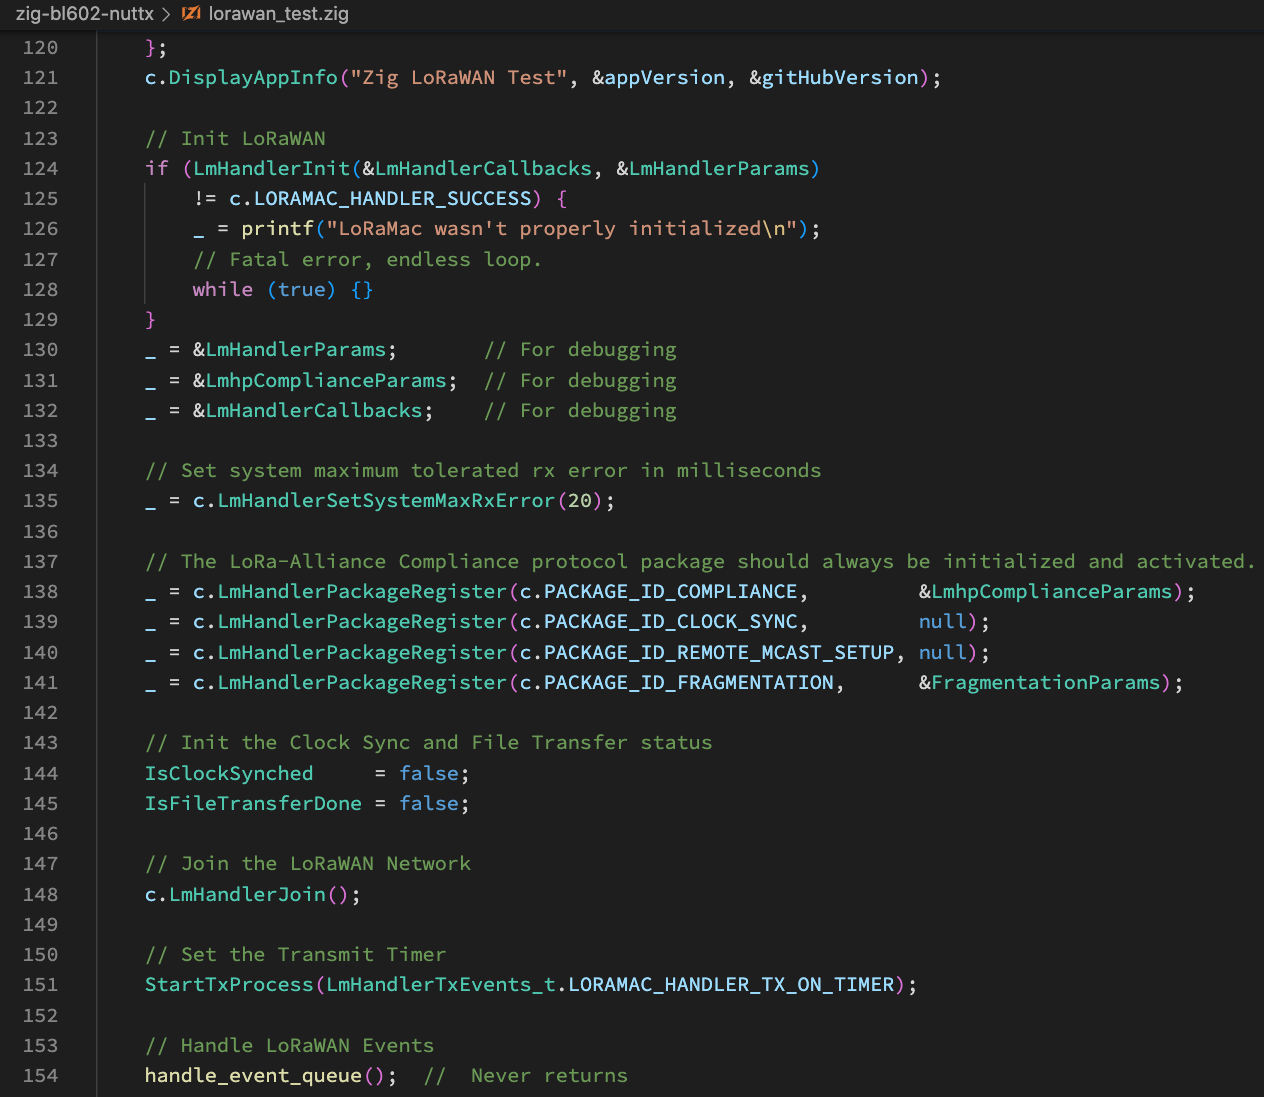 zig-bl602-nuttx > lorawan_test.zig
120 };
121 c.DisplayAppInfo("Zig LoRaWAN Test", &appVersion, &gitHubVersion);
122
123 // Init LoRaWAN
124 if (LmHandlerInit(&LmHandlerCallbacks, &LmHandlerParams)
125 != c.LORAMAC_HANDLER_SUCCESS) {
126 _ = printf("LoRaMac wasn't properly initialized\n");
127 // Fatal error, endless loop.
128 while (true) {}
129 }
130 _ = &LmHandlerParams; // For debugging
131 _ = &LmhpComplianceParams; // For debugging
132 _ = &LmHandlerCallbacks; // For debugging
133
134 // Set system maximum tolerated rx error in milliseconds
135 _ = c.LmHandlerSetSystemMaxRxError(20);
136
137 // The LoRa-Alliance Compliance protocol package should always be initialized and activated.
138 _ = c.LmHandlerPackageRegister(c.PACKAGE_ID_COMPLIANCE, &LmhpComplianceParams);
139 _ = c.LmHandlerPackageRegister(c.PACKAGE_ID_CLOCK_SYNC, null);
140 _ = c.LmHandlerPackageRegister(c.PACKAGE_ID_REMOTE_MCAST_SETUP, null);
141 _ = c.LmHandlerPackageRegister(c.PACKAGE_ID_FRAGMENTATION, &FragmentationParams);
142
143 // Init the Clock Sync and File Transfer status
144 IsClockSynched = false;
145 IsFileTransferDone = false;
146
147 // Join the LoRaWAN Network
148 c.LmHandlerJoin();
149
150 // Set the Transmit Timer
151 StartTxProcess(LmHandlerTxEvents_t.LORAMAC_HANDLER_TX_ON_TIMER);
152
153 // Handle LoRaWAN Events
154 handle_event_queue(); // Never returns